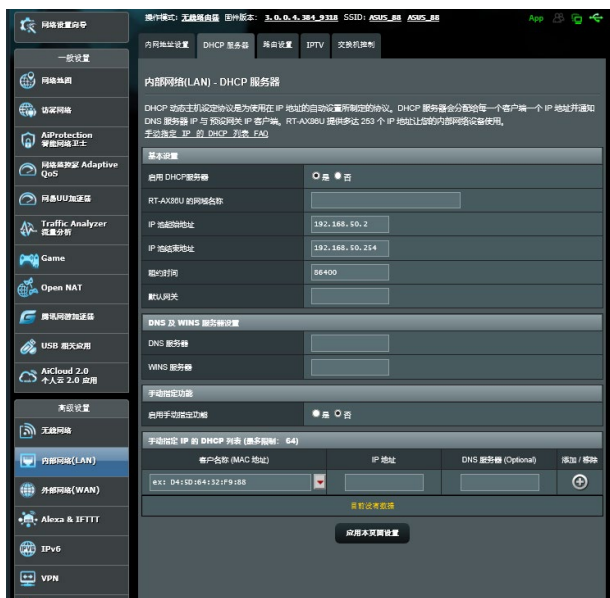 操作模式: 无线路由器 固件版本: 3.0.0.4.384_9318 SSID: ASUS_88 ASUS_88 App
网络设置向导
一般设置
网络地图
访客网络
AiProtection
智能网络卫士
网络监控家 Adaptive
QoS
网易UU加速器
Traffic Analyzer
流量分析
Game
Open NAT
腾讯网游加速器
USB 相关应用
AiCloud 2.0
个人云 2.0 应用
高级设置
无线网络
内部网络(LAN)
外部网络(WAN)
Alexa & IFTTT
IPv6
VPN
内网地址设置 DHCP 服务器 路由设置 IPTV 交换机控制
内部网络(LAN) - DHCP 服务器
DHCP 动态主机设定协议是为使用在 IP 地址的自动设置所制定的协议。DHCP 服务器会分配给每一个客户端一个 IP 地址并通知
DNS 服务器 IP 与 预设网关 IP 客户端。RT-AX86U 提供多达 253 个 IP 地址让您的内部网络设备使用。
手动指定 IP 的 DHCP 列表 FAQ
基本设置
启用 DHCP服务器 是 否
RT-AX86U 的网域名称
IP 池起始地址 192.168.50.2
IP 池结束地址 192.168.50.254
租约时间 86400
默认网关
DNS 及 WINS 服务器设置
DNS 服务器
WINS 服务器
手动指定功能
启用手动指定功能 是 否
手动指定 IP 的 DHCP 列表 (最多限制: 64)
客户名称 (MAC 地址) IP 地址 DNS 服务器 (Optional) 添加 / 移除
ex: D4:5D:64:32:F9:88
目前没有数据
应用本页面设置